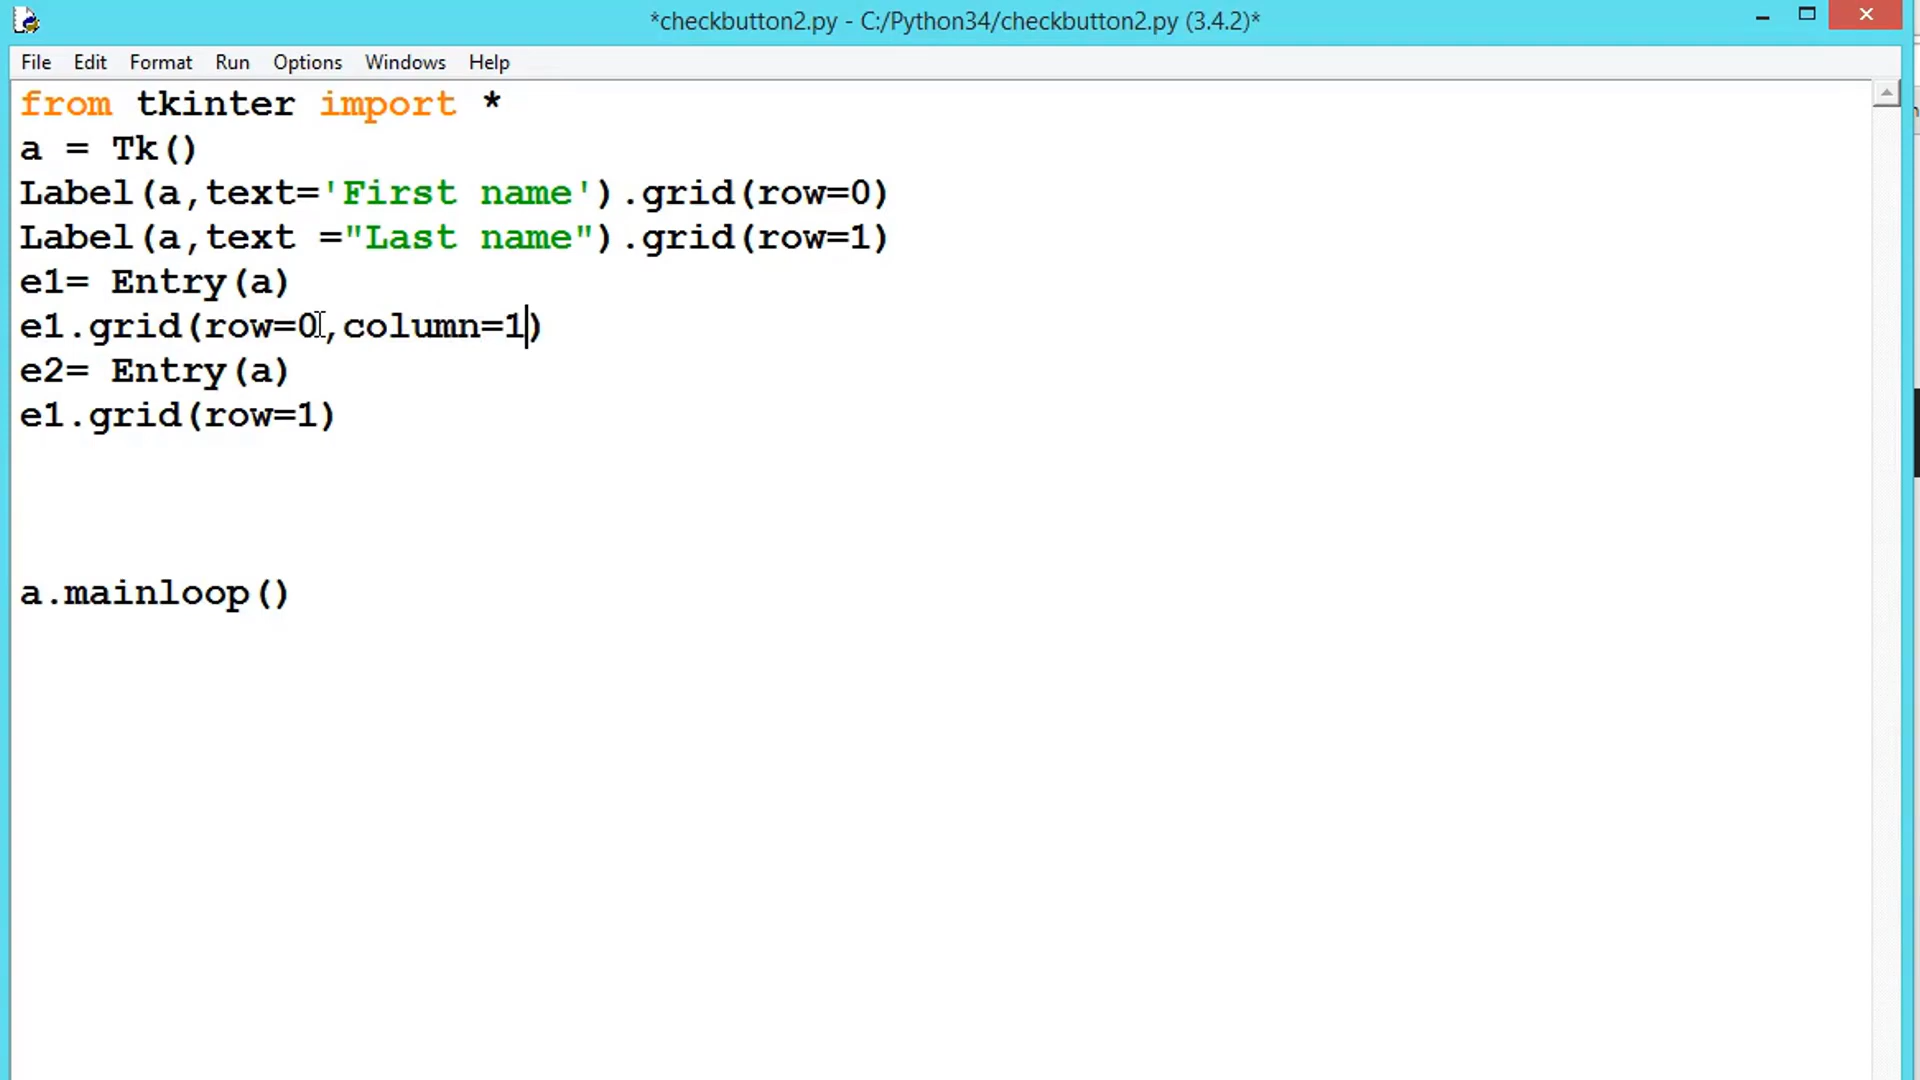 *checkbutton2.py - C:/Python34/checkbutton2.py (3.4.2)*
File Edit Format Run Options Windows Help
from tkinter import *
a = Tk()
Label(a,text='First name').grid(row=0)
Label(a,text ="Last name").grid(row=1)
e1= Entry(a)
e1.grid(row=0,column=1)
e2= Entry(a)
e1.grid(row=1)
a.mainloop()